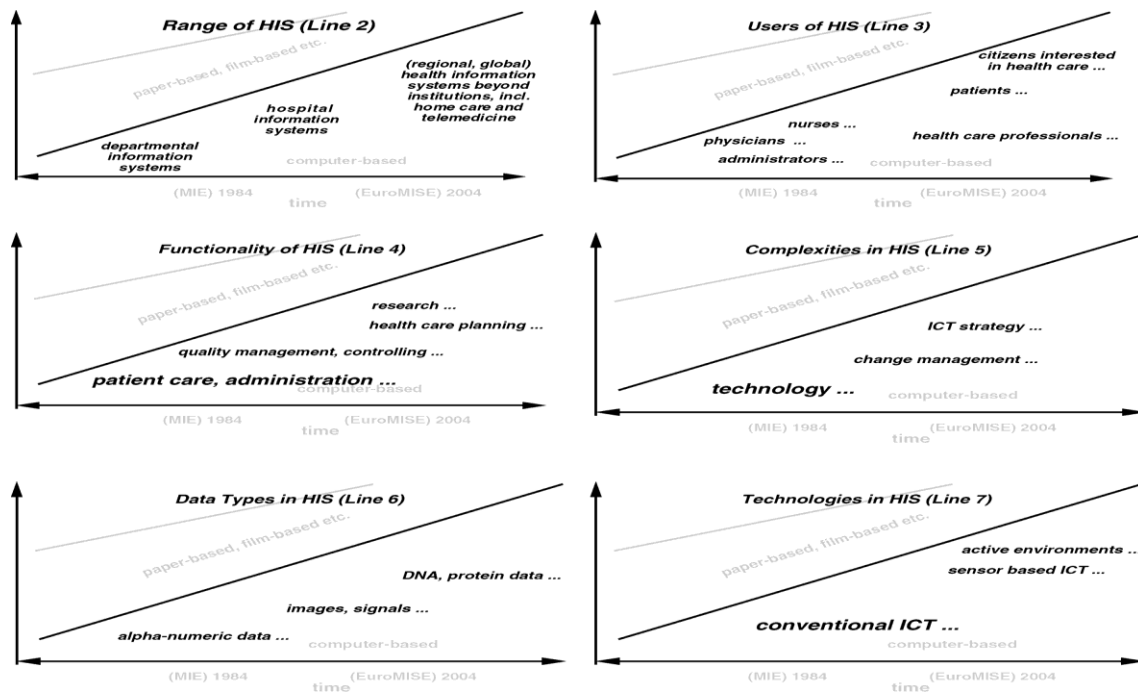 Range of HIS (Line 2)
paper-based, film-based etc.
(regional, global)
health information
systems beyond
institutions, incl.
home care and
telemedicine
hospital
information
systems
departmental
information
systems
computer-based
(MIE) 1984
(EuroMISE) 2004
time
Users of HIS (Line 3)
paper-based, film-based etc.
citizens interested
in health care ...
patients ...
nurses ...
health care professionals ...
physicians ...
administrators ...
computer-based
(MIE) 1984
(EuroMISE) 2004
time
Functionality of HIS (Line 4)
paper-based, film-based etc.
research ...
health care planning ...
quality management, controlling ...
patient care, administration ...
computer-based
(MIE) 1984
(EuroMISE) 2004
time
Complexities in HIS (Line 5)
paper-based, film-based etc.
ICT strategy ...
change management ...
technology ...
computer-based
(MIE) 1984
(EuroMISE) 2004
time
Data Types in HIS (Line 6)
paper-based, film-based etc.
DNA, protein data ...
images, signals ...
alpha-numeric data ...
computer-based
(MIE) 1984
(EuroMISE) 2004
time
Technologies in HIS (Line 7)
paper-based, film-based etc.
active environments ...
sensor based ICT ...
conventional ICT ...
computer-based
(MIE) 1984
(EuroMISE) 2004
time